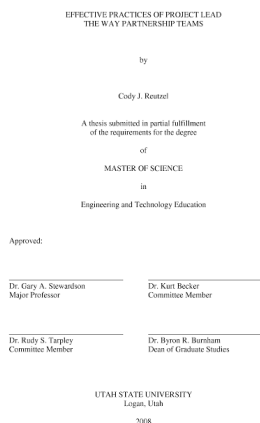 EFFECTIVE PRACTICES OF PROJECT LEAD
THE WAY PARTNERSHIP TEAMS
by
Cody J. Reutzel
A thesis submitted in partial fulfillment
of the requirements for the degree
of
MASTER OF SCIENCE
in
Engineering and Technology Education
Approved:
Dr. Gary A. Stewardson
Major Professor
Dr. Kurt Becker
Committee Member
Dr. Rudy S. Tarpley
Committee Member
Dr. Byron R. Burnham
Dean of Graduate Studies
UTAH STATE UNIVERSITY
Logan, Utah
2008